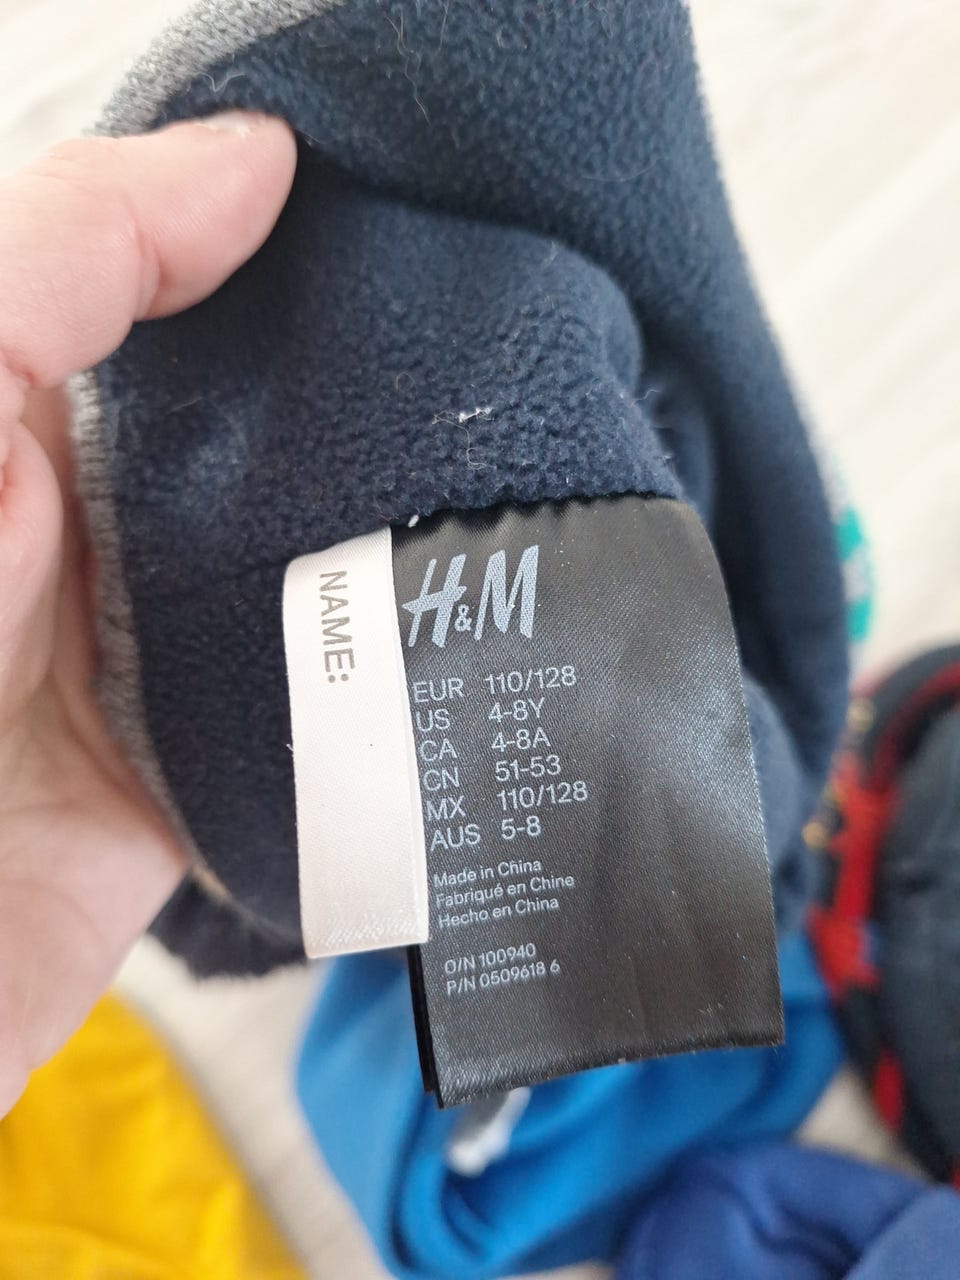 NAME:
H&M
EUR 110/128
US 4-8Y
CA 4-8A
CN 51-53
MX 110/128
AUS 5-8
Made in China
Fabriqué en Chine
Hecho en China
O/N 100940
P/N 0509618 6